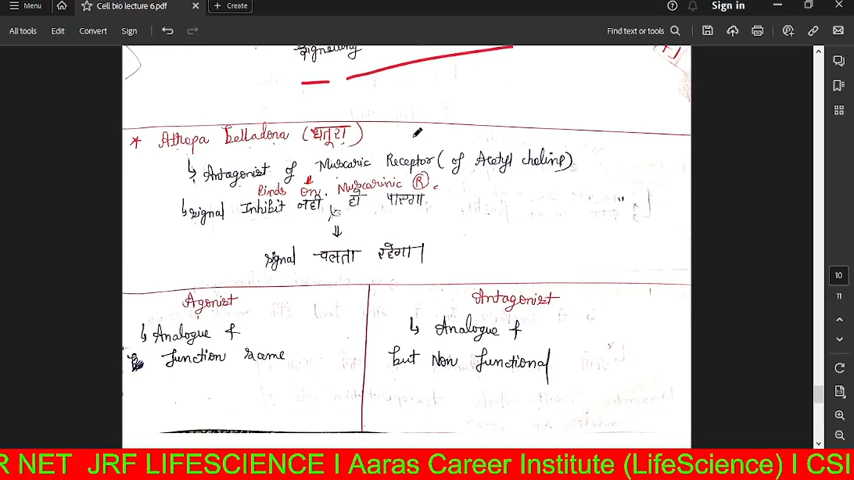 Menu
Cell bio lecture 6.pdf
+ Create
Sign in
All tools Edit Convert Sign
Find text or tools
signelling
* Atropa belladona (धतूरा)
↳ Antagonist of Muscaric Receptor (of Acetyl choline)
Binds on Muscarinic R.
↳ signal Inhibit नहीं हो पाएगा
⇓
signal चलता रहेगा।
Agonist
Antagonist
↳ Analogue f
↳ Analogue f
function same
but Non functional
10
11
R NET JRF LIFESCIENCE I Aaras Career Institute (LifeScience) I CSI